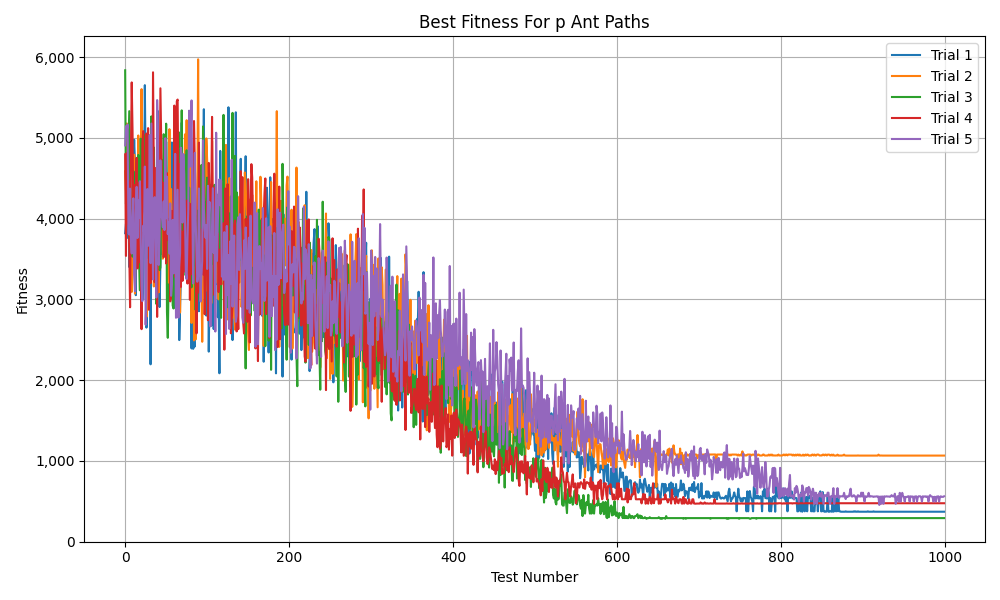 Best Fitness For p Ant Paths
Trial 1
Trial 2
Trial 3
Trial 4
Trial 5
Fitness
6,000
5,000
4,000
3,000
2,000
1,000
0
0 200 400 600 800 1000
Test Number